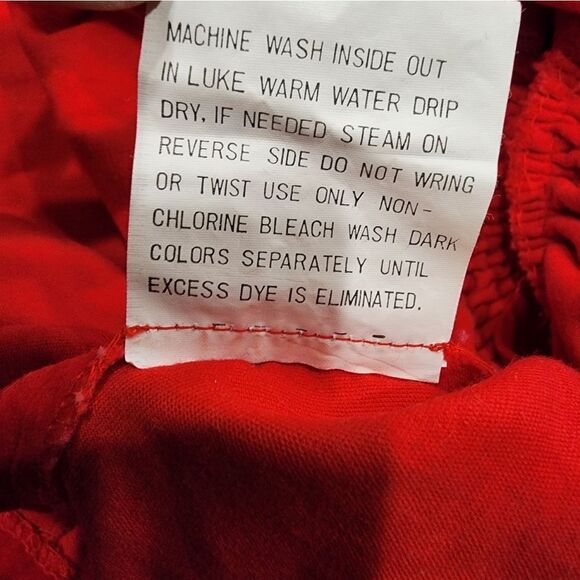 MACHINE WASH INSIDE OUT
IN LUKE WARM WATER DRIP
DRY, IF NEEDED STEAM ON
REVERSE SIDE DO NOT WRING
OR TWIST USE ONLY NON-
CHLORINE BLEACH WASH DARK
COLORS SEPARATELY UNTIL
EXCESS DYE IS ELIMINATED.